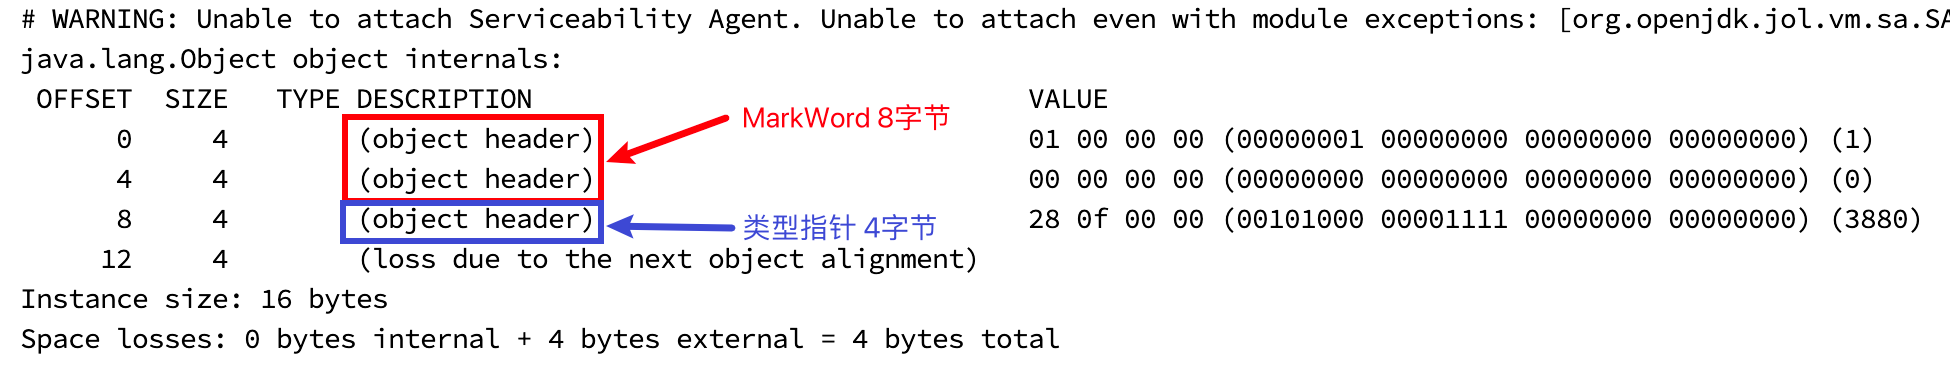 # WARNING: Unable to attach Serviceability Agent. Unable to attach even with module exceptions: [org.openjdk.jol.vm.sa.SA
java.lang.Object object internals:
OFFSET SIZE TYPE DESCRIPTION VALUE
MarkWord 8字节
0 4 (object header) 01 00 00 00 (00000001 00000000 00000000 00000000) (1)
4 4 (object header) 00 00 00 00 (00000000 00000000 00000000 00000000) (0)
8 4 (object header) 类型指针 4字节 28 0f 00 00 (00101000 00001111 00000000 00000000) (3880)
12 4 (loss due to the next object alignment)
Instance size: 16 bytes
Space losses: 0 bytes internal + 4 bytes external = 4 bytes total